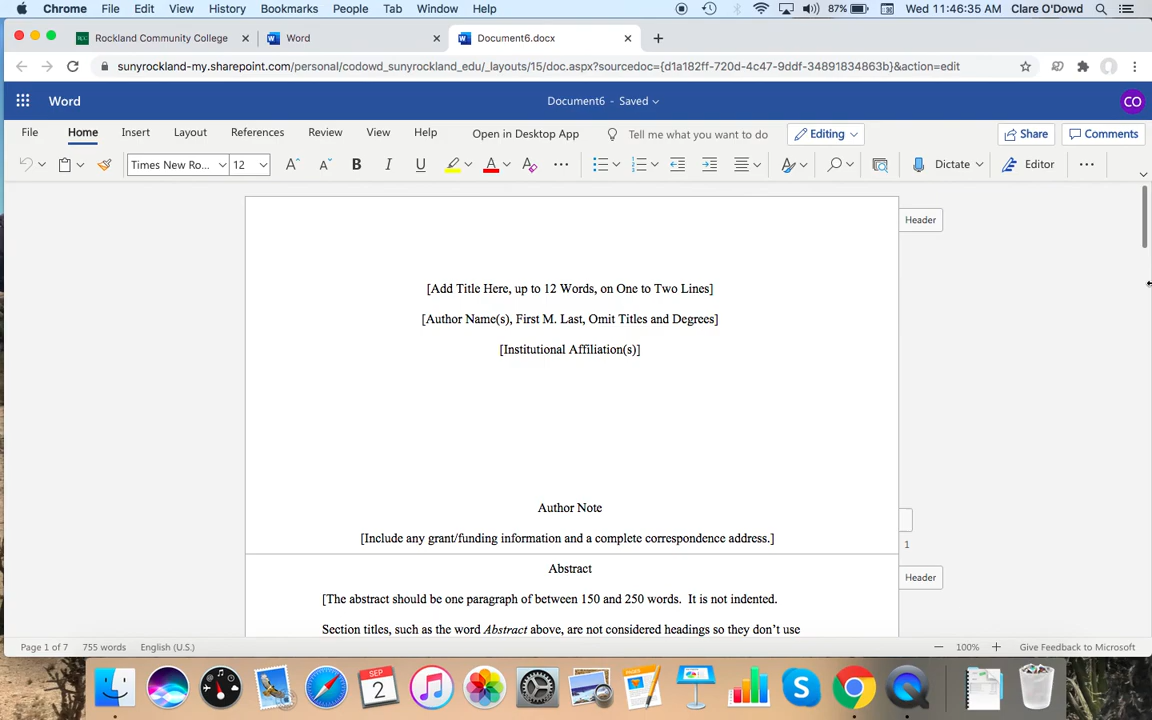 Chrome File Edit View History Bookmarks People Tab Window Help 87% Wed 11:46:35 AM Clare O'Dowd
Rockland Community College Word Document6.docx
sunyrockland-my.sharepoint.com/personal/codowd_sunyrockland_edu/_layouts/15/doc.aspx?sourcedoc={d1a182ff-720d-4c47-9ddf-34891834863b}&action=edit
Word Document6 - Saved CO
File Home Insert Layout References Review View Help Open in Desktop App Tell me what you want to do Editing Share Comments
Times New Ro... 12 B I U A Dictate Editor
Header
[Add Title Here, up to 12 Words, on One to Two Lines]
[Author Name(s), First M. Last, Omit Titles and Degrees]
[Institutional Affiliation(s)]
Author Note
[Include any grant/funding information and a complete correspondence address.]
1
Abstract
Header
[The abstract should be one paragraph of between 150 and 250 words. It is not indented.
Section titles, such as the word Abstract above, are not considered headings so they don't use
Page 1 of 7 755 words English (U.S.) 100% Give Feedback to Microsoft
SEP
2